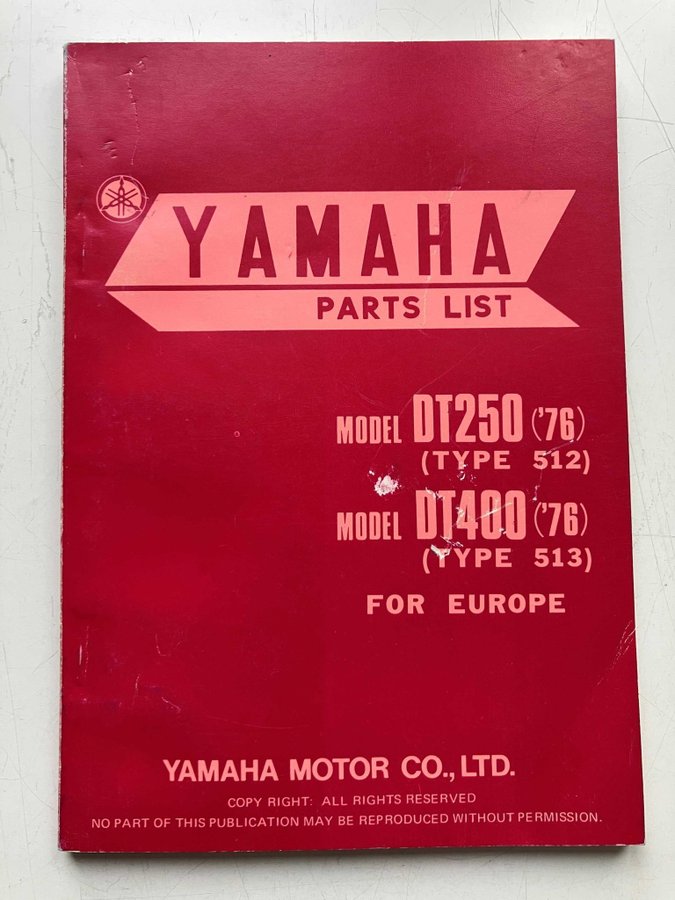 YAMAHA
PARTS LIST
MODEL DT250 ('76)
(TYPE 512)
MODEL DT400 ('76)
(TYPE 513)
FOR EUROPE
YAMAHA MOTOR CO., LTD.
COPY RIGHT: ALL RIGHTS RESERVED
NO PART OF THIS PUBLICATION MAY BE REPRODUCED WITHOUT PERMISSION.